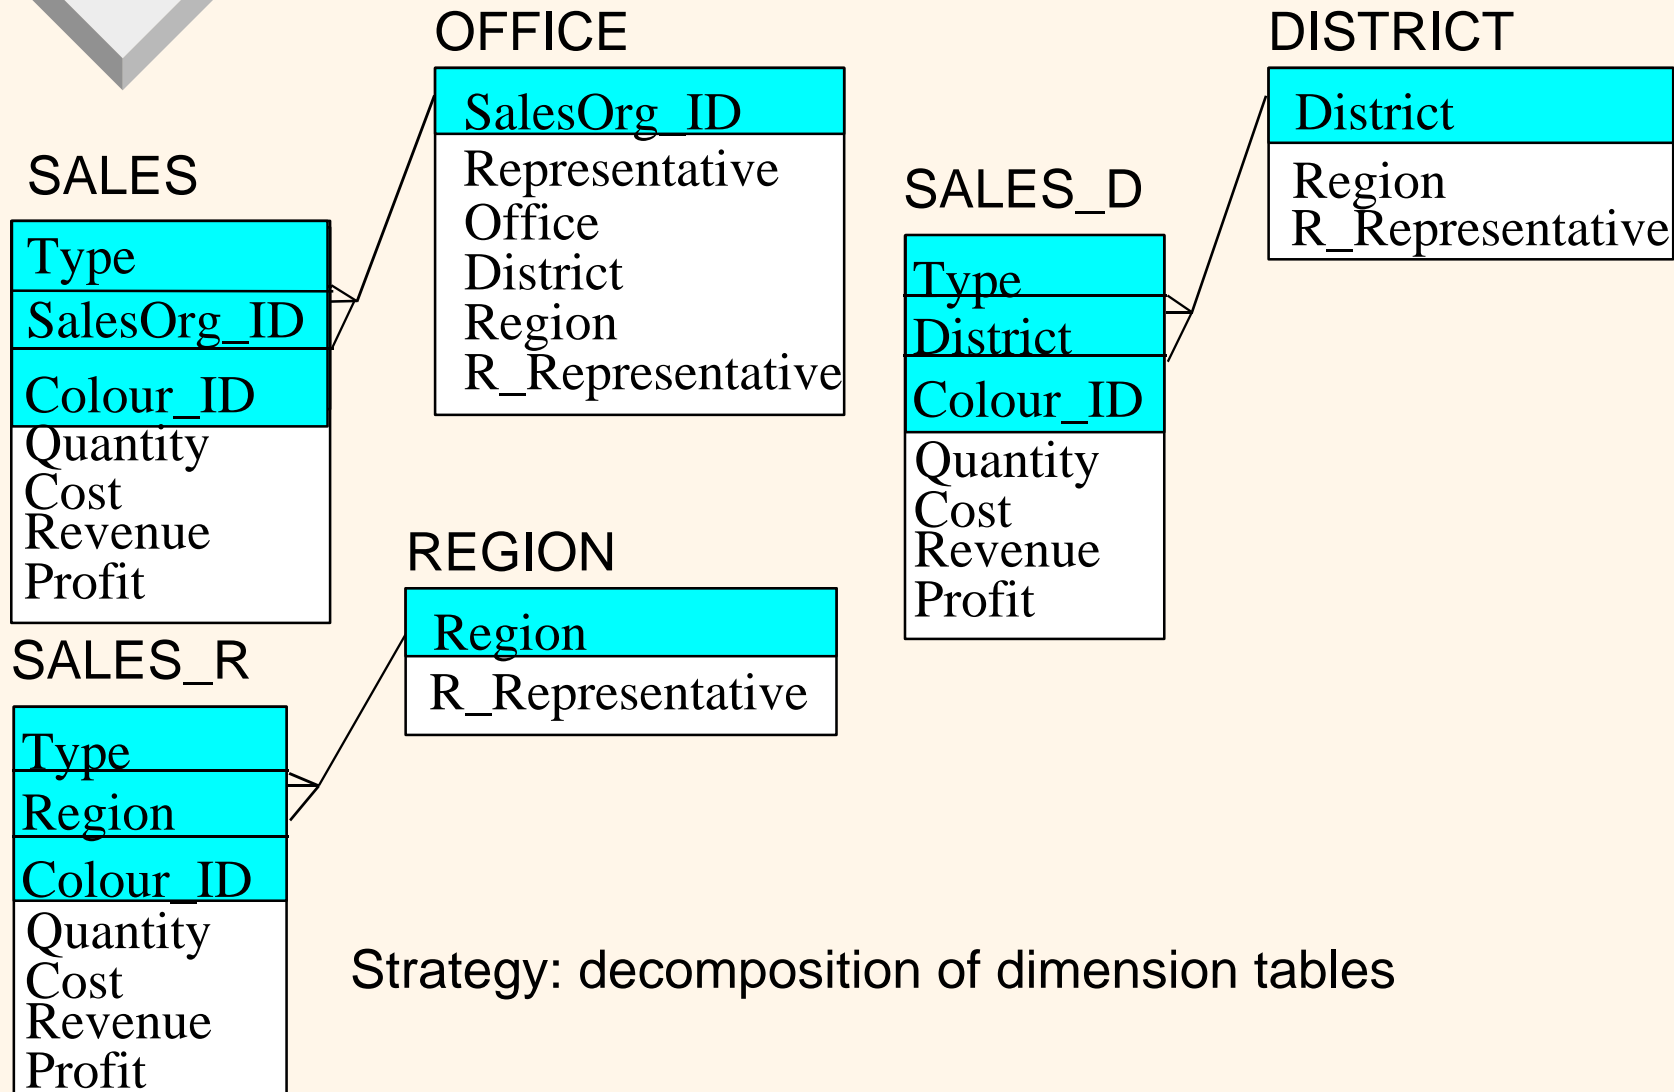 OFFICE
SalesOrg_ID
Representative
Office
District
Region
R_Representative
DISTRICT
District
Region
R_Representative
SALES
Type
SalesOrg_ID
Colour_ID
Quantity
Cost
Revenue
Profit
SALES_D
Type
District
Colour_ID
Quantity
Cost
Revenue
Profit
REGION
Region
R_Representative
SALES_R
Type
Region
Colour_ID
Quantity
Cost
Revenue
Profit
Strategy: decomposition of dimension tables